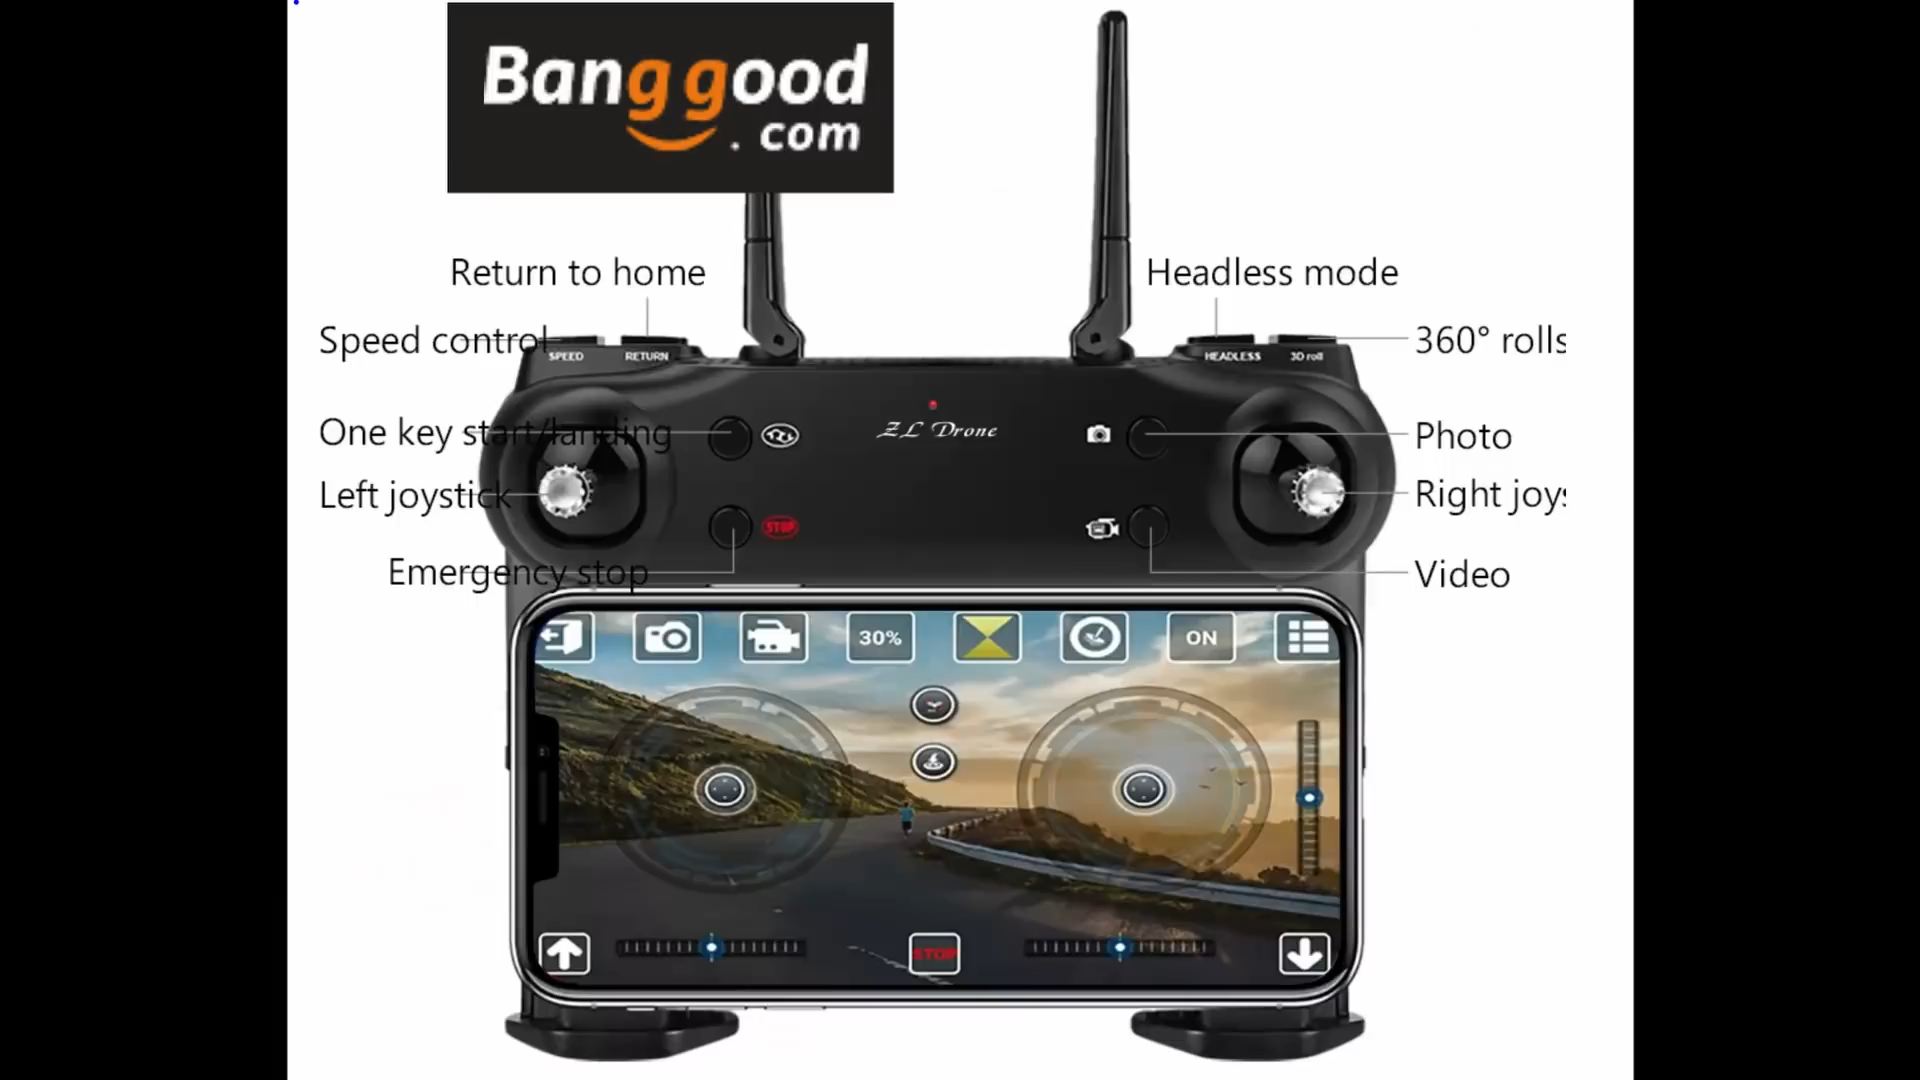 Banggood
.com
Return to home
Headless mode
Speed control
360° rolls
SPEED
RETURN
HEADLESS
3D roll
One key start/landing
ZL Drone
Photo
Left joystick
Right joys
STOP
Emergency stop
Video
30%
ON
STOP